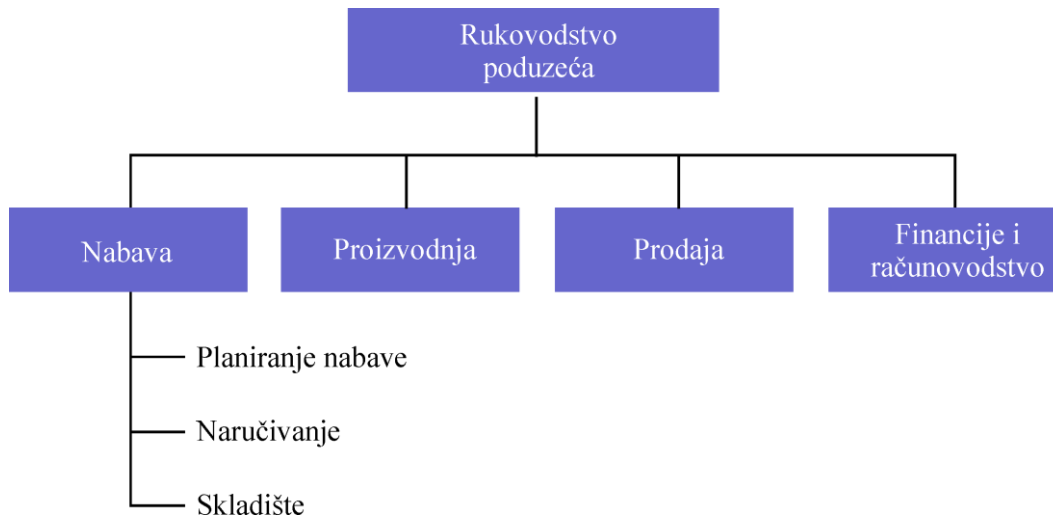 Rukovodstvo
poduzeća
Nabava
Proizvodnja
Prodaja
Financije i
računovodstvo
Planiranje nabave
Naručivanje
Skladište